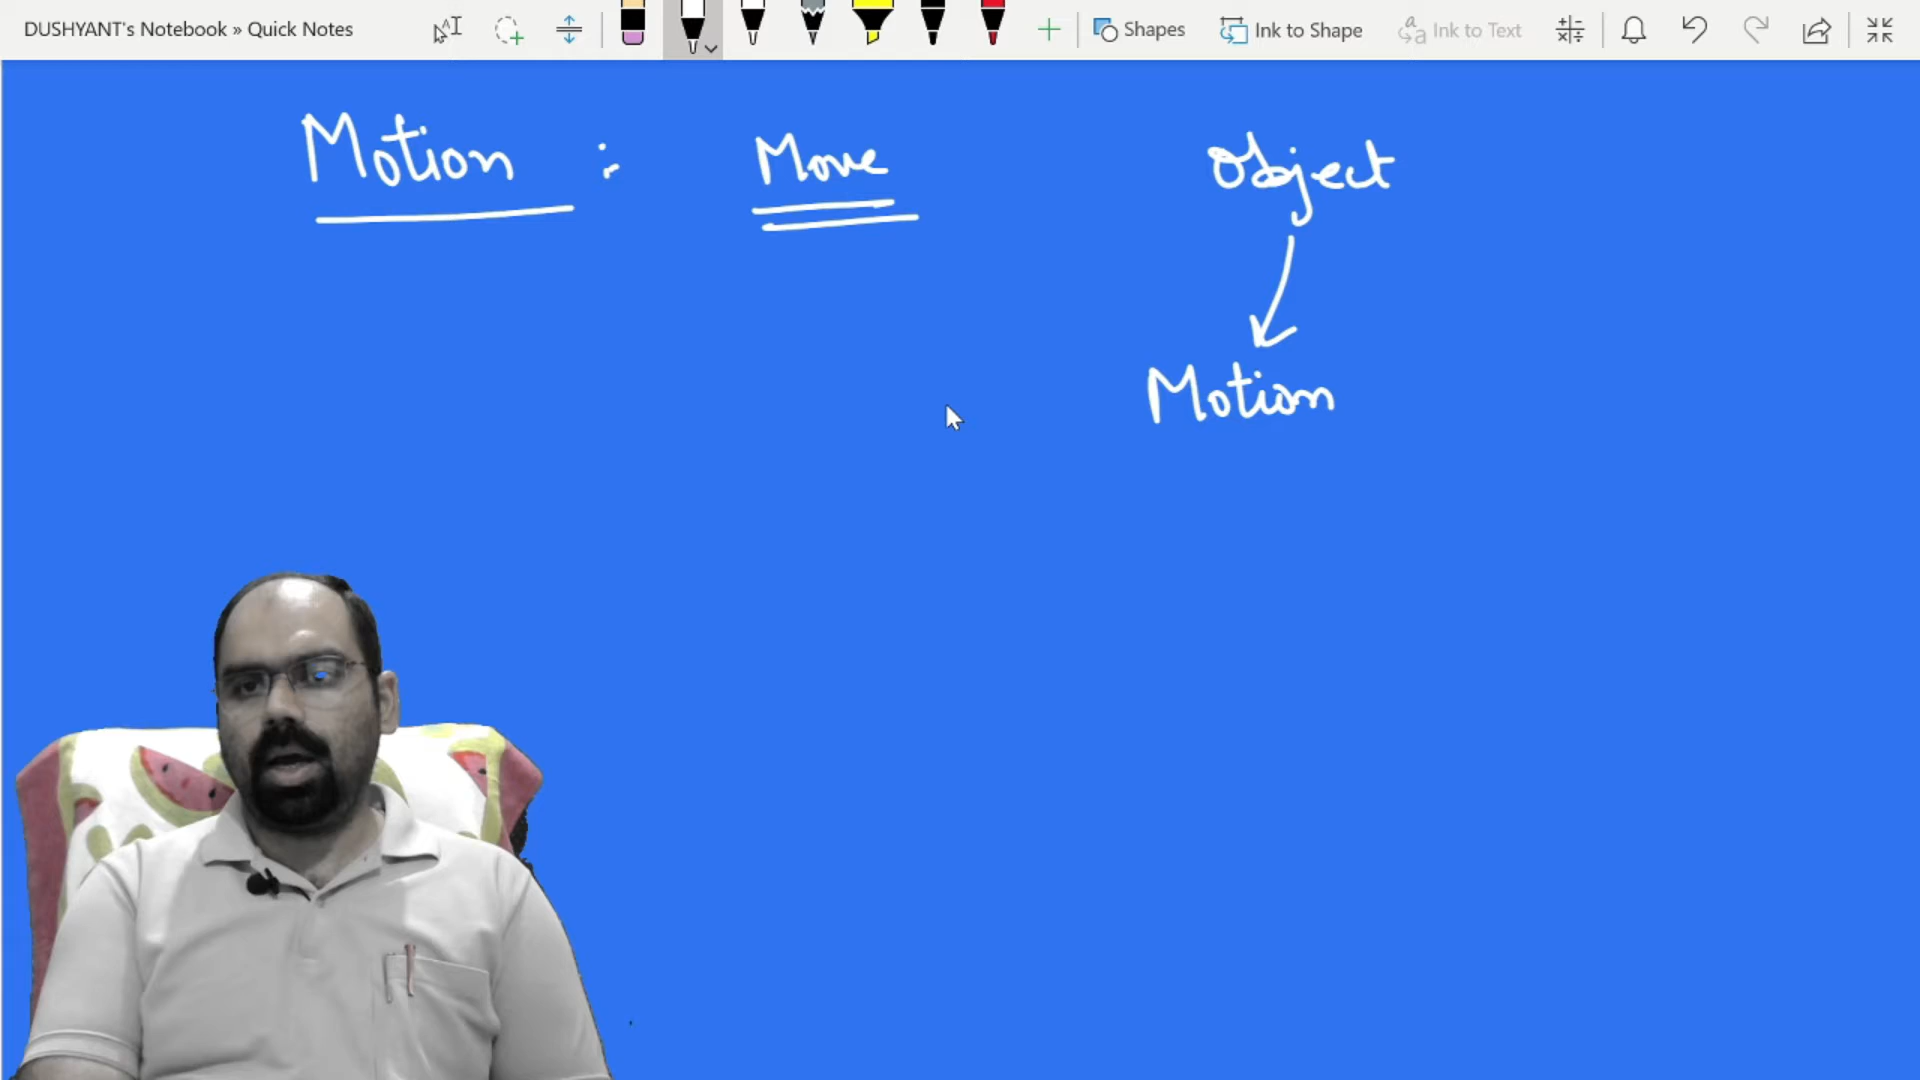 DUSHYANT's Notebook » Quick Notes
Shapes
Ink to Shape
Ink to Text
Motion : Move Object
Motion